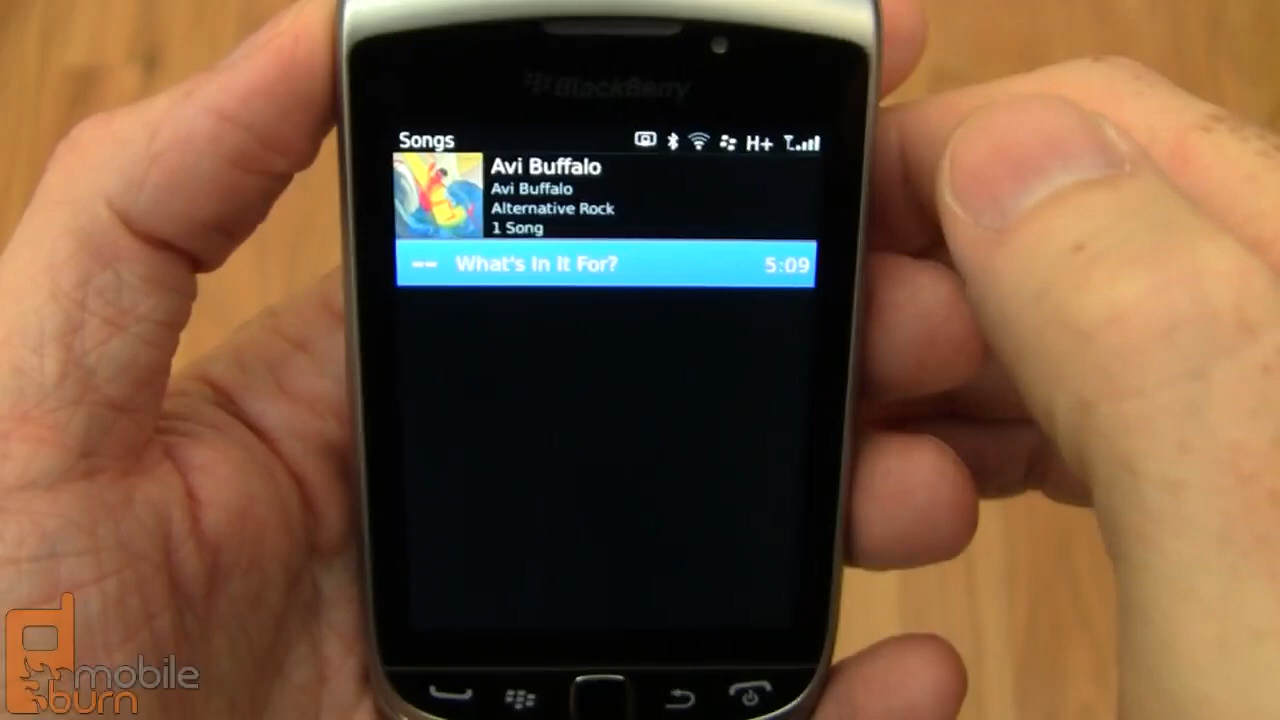 BlackBerry
Songs
H+
Avi Buffalo
Avi Buffalo
Alternative Rock
1 Song
-- What's In It For? 5:09
mobile
burn